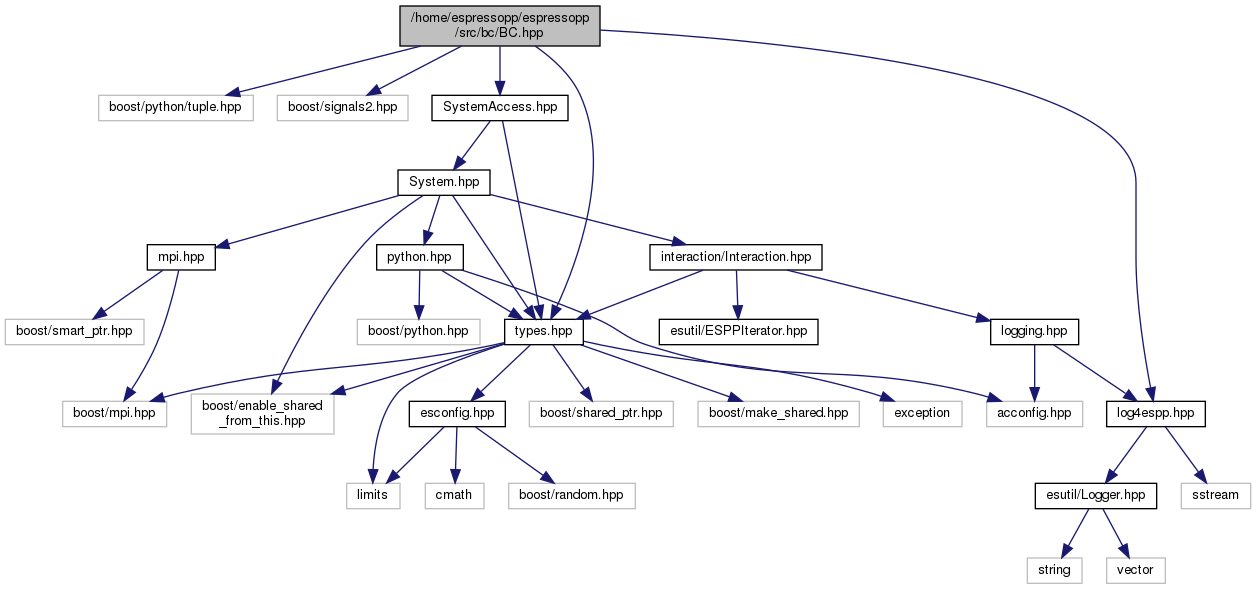 /home/espressopp/espressopp
/src/bc/BC.hpp
boost/python/tuple.hpp
boost/signals2.hpp
SystemAccess.hpp
System.hpp
mpi.hpp
python.hpp
interaction/Interaction.hpp
boost/smart_ptr.hpp
boost/python.hpp
types.hpp
esutil/ESPPIterator.hpp
logging.hpp
boost/mpi.hpp
boost/enable_shared
_from_this.hpp
esconfig.hpp
boost/shared_ptr.hpp
boost/make_shared.hpp
exception
acconfig.hpp
log4espp.hpp
limits
cmath
boost/random.hpp
esutil/Logger.hpp
sstream
string
vector